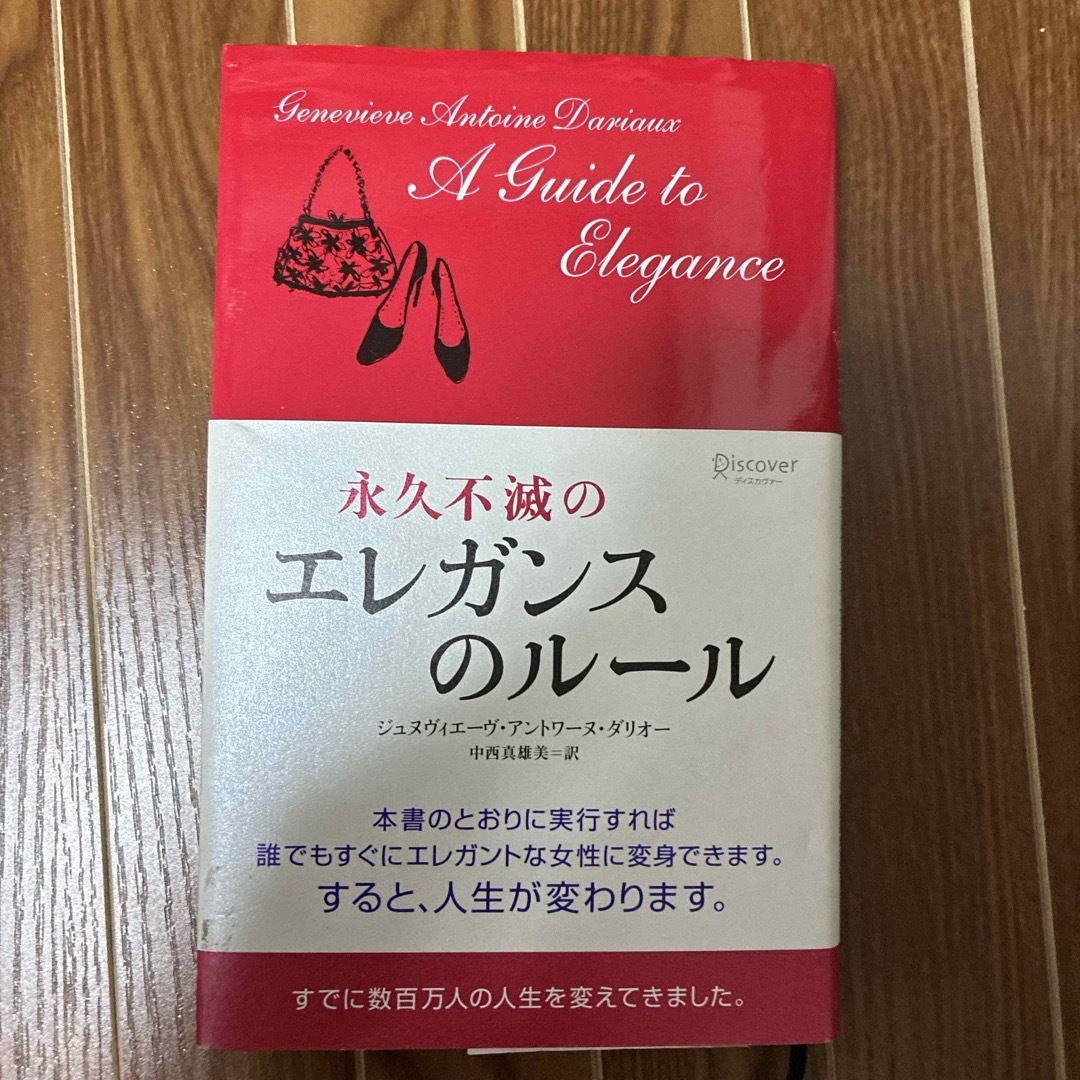 Genevieve Antoine Dariaux
A Guide to
Elegance
Discover
ディスカヴァー
永久不滅の
エレガンス
のルール
ジュヌヴィエーヴ・アントワーヌ・ダリオー
中西真雄美＝訳
本書のとおりに実行すれば
誰でもすぐにエレガントな女性に変身できます。
すると、人生が変わります。
すでに数百万人の人生を変えてきました。